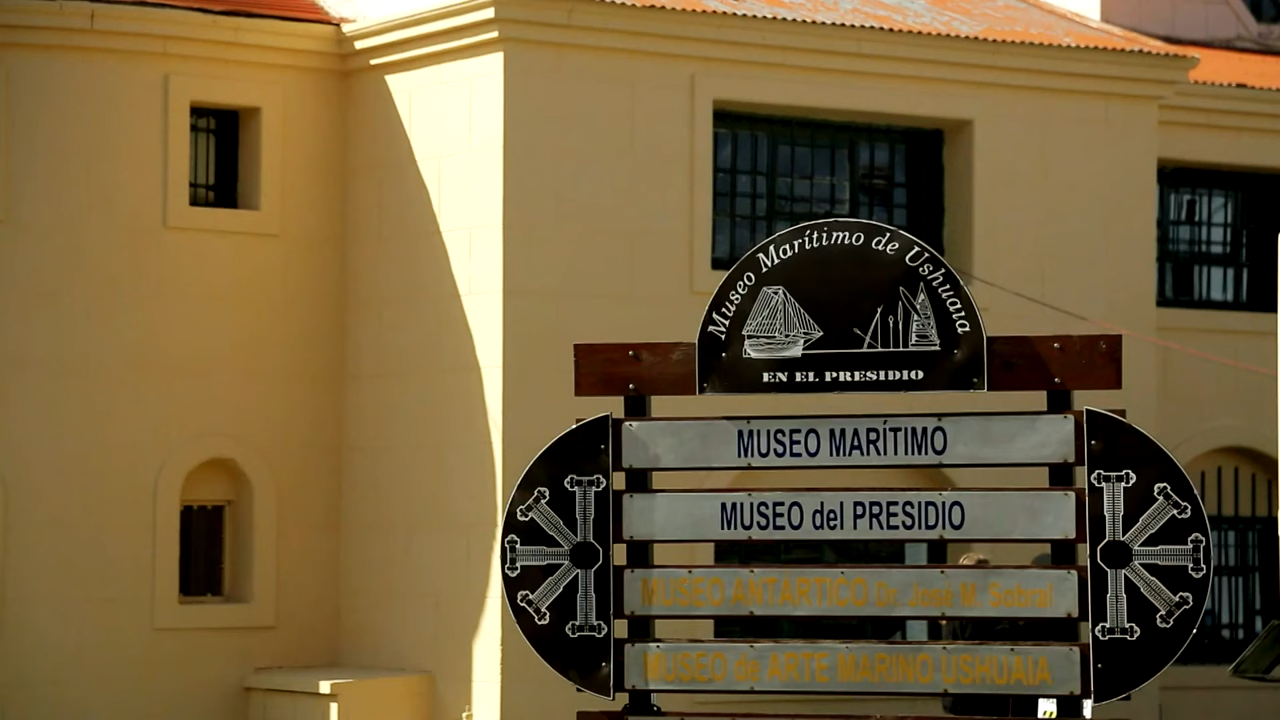 Museo Marítimo de Ushuaia
EN EL PRESIDIO
MUSEO MARÍTIMO
MUSEO del PRESIDIO
MUSEO ANTARTICO Dr. José M. Sobral
MUSEO de ARTE MARINO USHUAIA